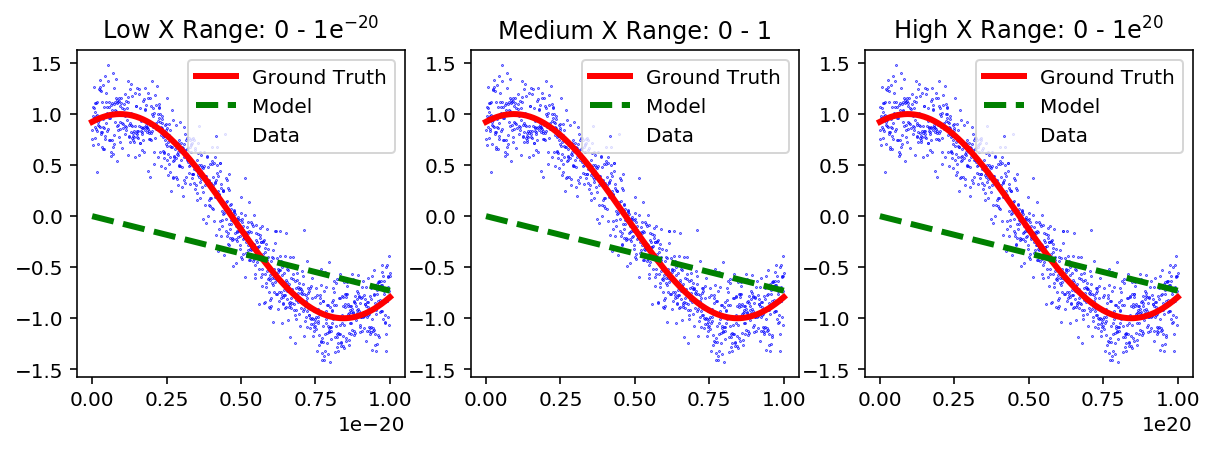 Low X Range: 0 - 1e⁻²⁰
1.5
1.0
0.5
0.0
−0.5
−1.0
−1.5
0.00 0.25 0.50 0.75 1.00
1e−20
Ground Truth
Model
Data
Medium X Range: 0 - 1
1.5
1.0
0.5
0.0
−0.5
−1.0
−1.5
0.00 0.25 0.50 0.75 1.00
Ground Truth
Model
Data
High X Range: 0 - 1e²⁰
1.5
1.0
0.5
0.0
−0.5
−1.0
−1.5
0.00 0.25 0.50 0.75 1.00
1e20
Ground Truth
Model
Data